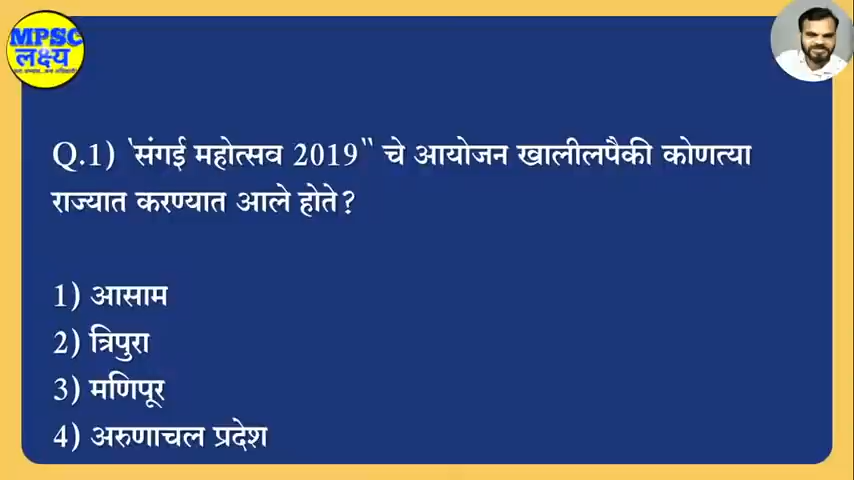 MPSC
लक्ष्य
Q.1) 'संगई महोत्सव 2019" चे आयोजन खालीलपैकी कोणत्या
राज्यात करण्यात आले होते?
1) आसाम
2) त्रिपुरा
3) मणिपूर
4) अरुणाचल प्रदेश